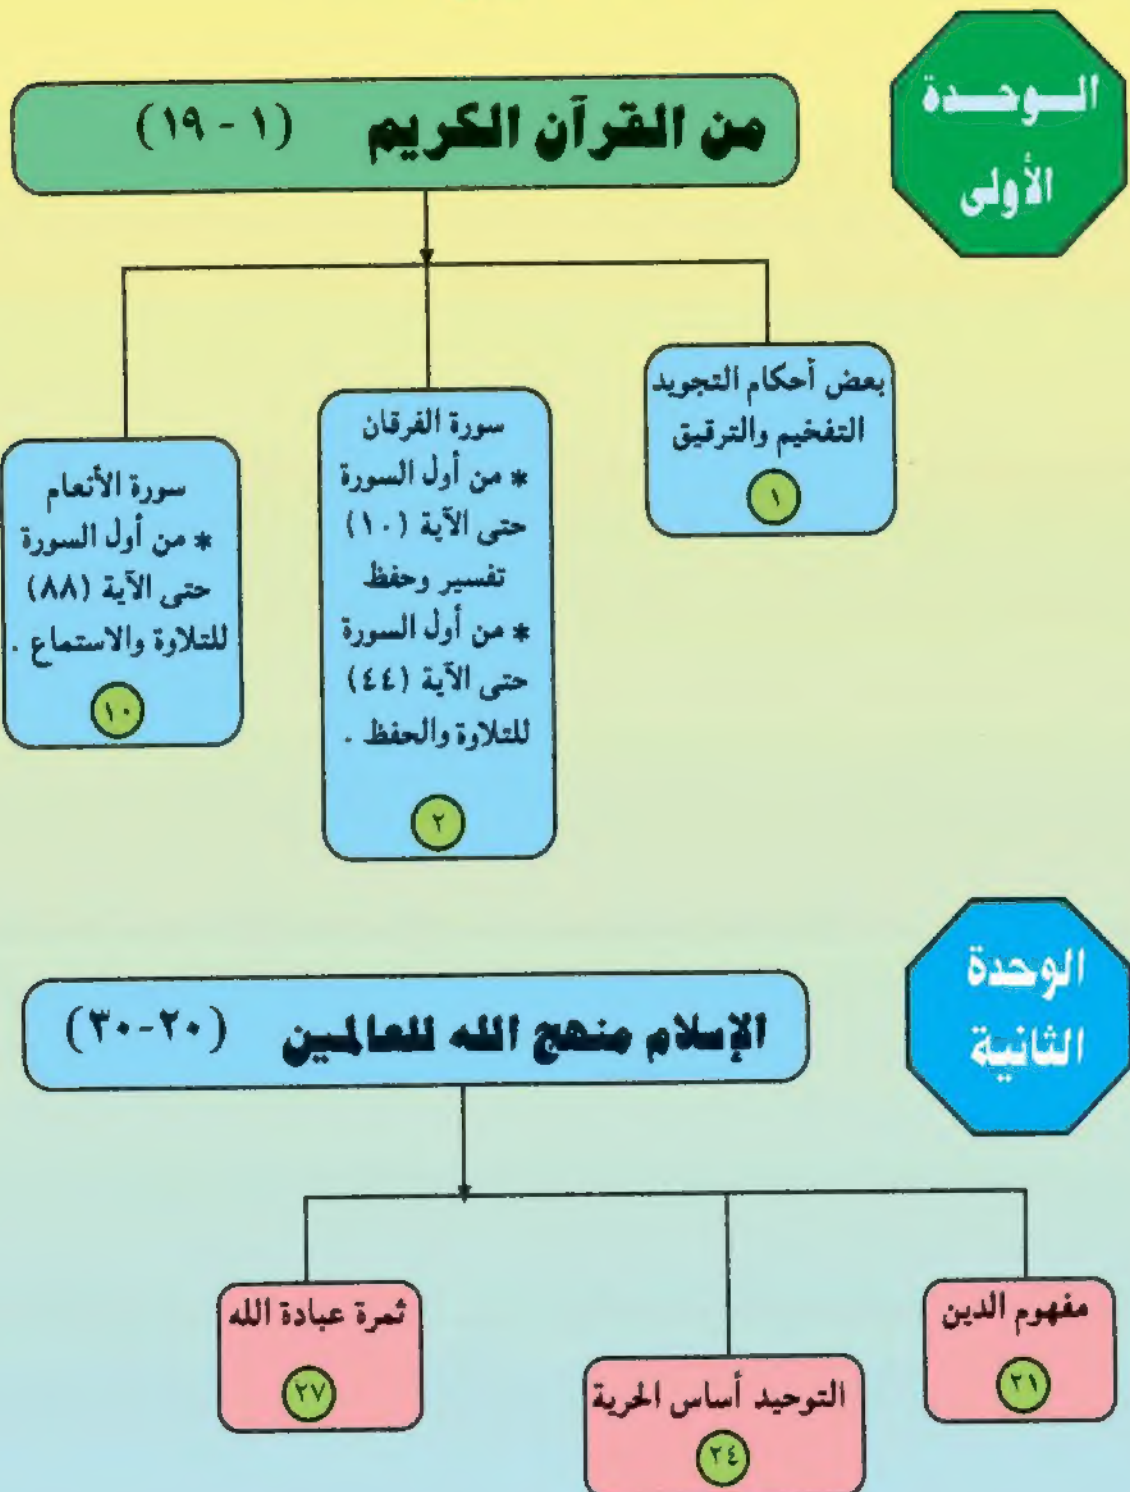 الـوحـدة
الأولى
من القرآن الكريم (١ - ١٩)
بعض أحكام التجويد
التفخيم والترقيق
١
سورة الفرقان
* من أول السورة
حتى الآية (١٠)
تفسير وحفظ
* من أول السورة
حتى الآية (٤٤)
للتلاوة والحفظ .
٢
سورة الأنعام
* من أول السورة
حتى الآية (٨٨)
للتلاوة والاستماع .
١٠
الوحدة
الثانية
الإسلام منهج الله للعالمين (٢٠-٣٠)
مفهوم الدين
٢١
التوحيد أساس الحرية
٢٤
ثمرة عبادة الله
٢٧